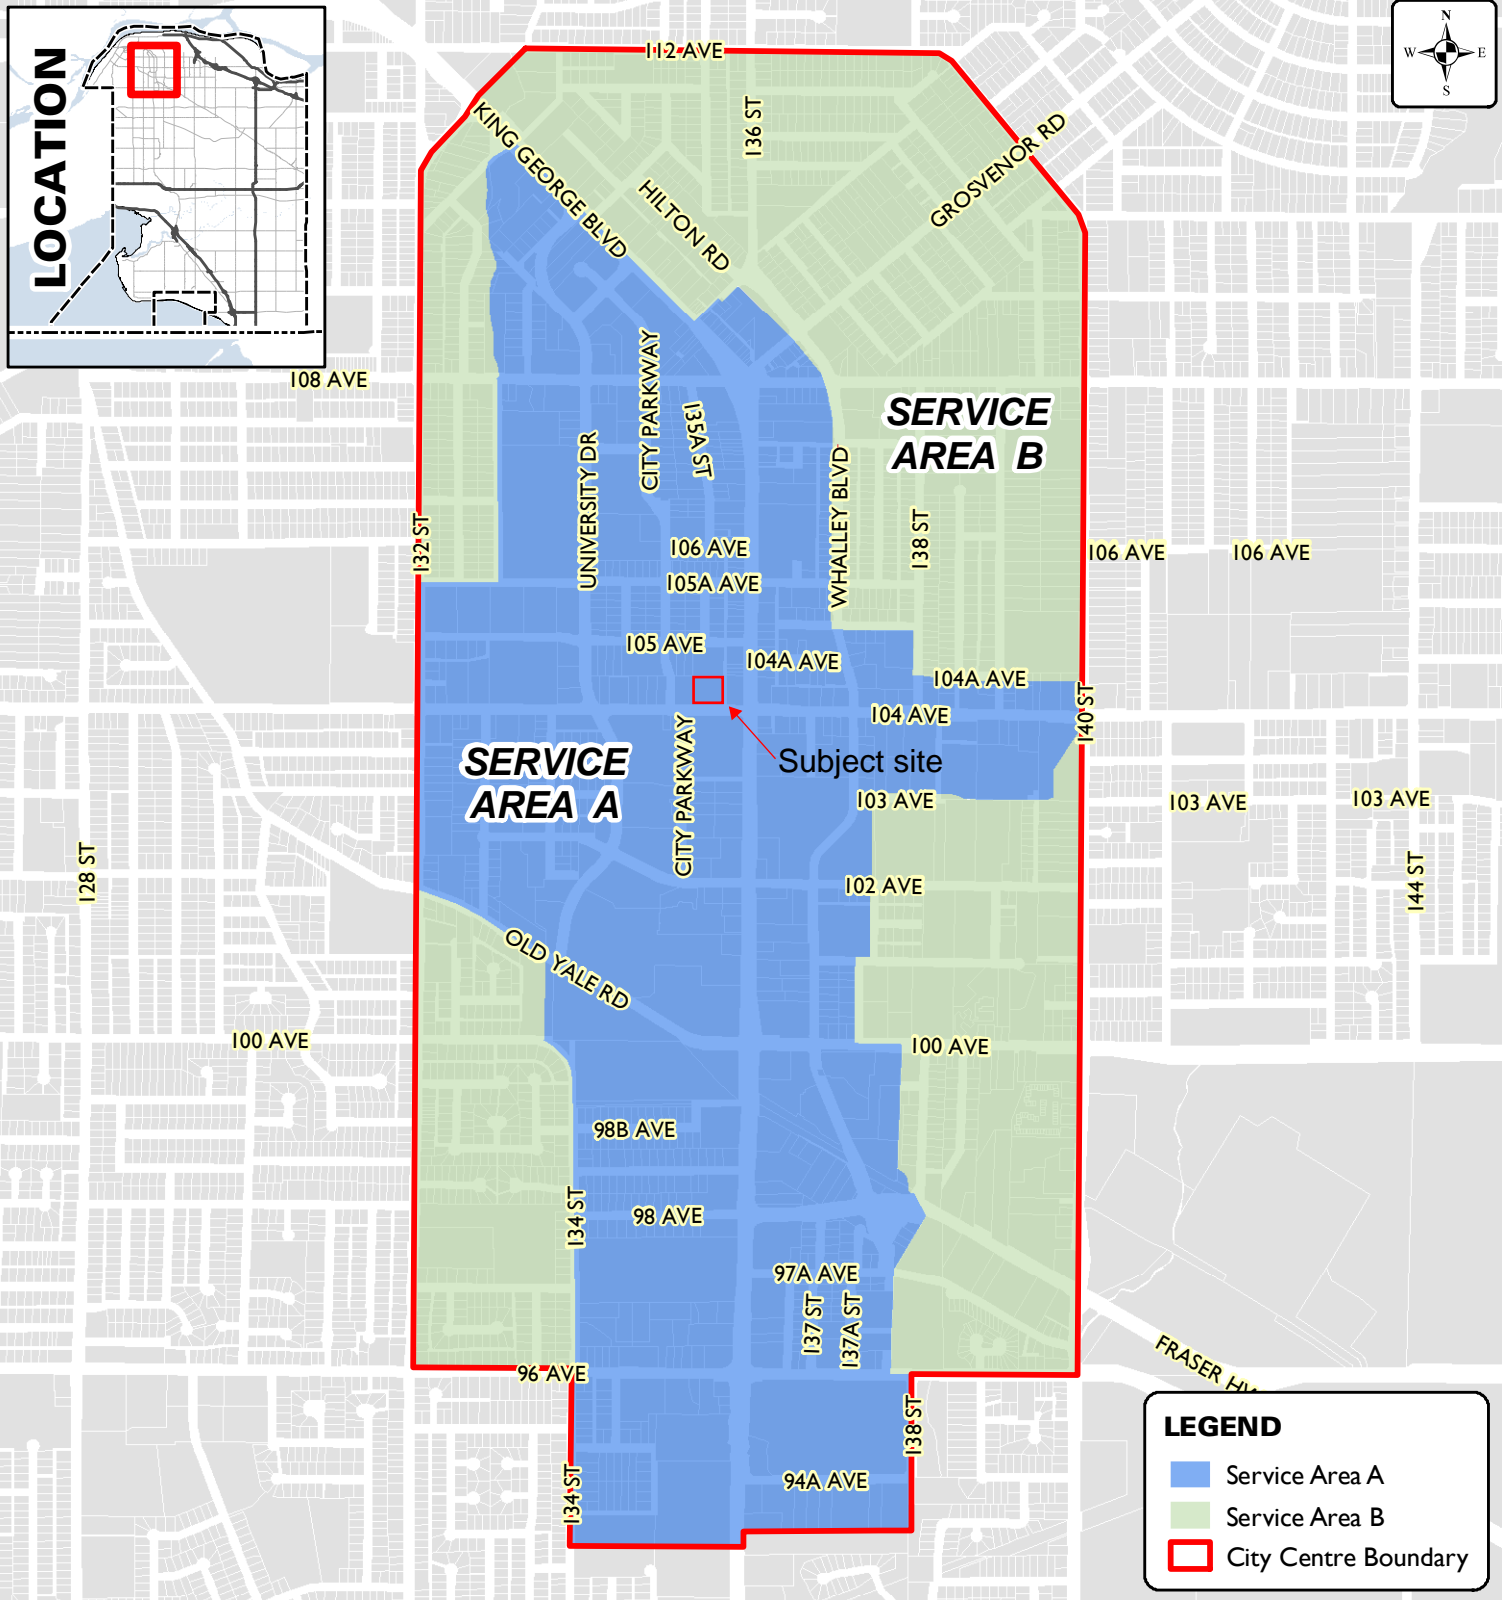 LOCATION
N
W
E
S
112 AVE
KING GEORGE BLVD
136 ST
HILTON RD
GROSVENOR RD
108 AVE
CITY PARKWAY
135A ST
UNIVERSITY DR
WHALLEY BLVD
SERVICE
AREA B
132 ST
138 ST
106 AVE
106 AVE
106 AVE
105A AVE
105 AVE
104A AVE
104A AVE
104 AVE
140 ST
Subject site
CITY PARKWAY
SERVICE
AREA A
103 AVE
103 AVE
103 AVE
128 ST
102 AVE
144 ST
OLD YALE RD
100 AVE
100 AVE
98B AVE
134 ST
98 AVE
97A AVE
137 ST
137A ST
96 AVE
FRASER HW
138 ST
134 ST
94A AVE
LEGEND
Service Area A
Service Area B
City Centre Boundary